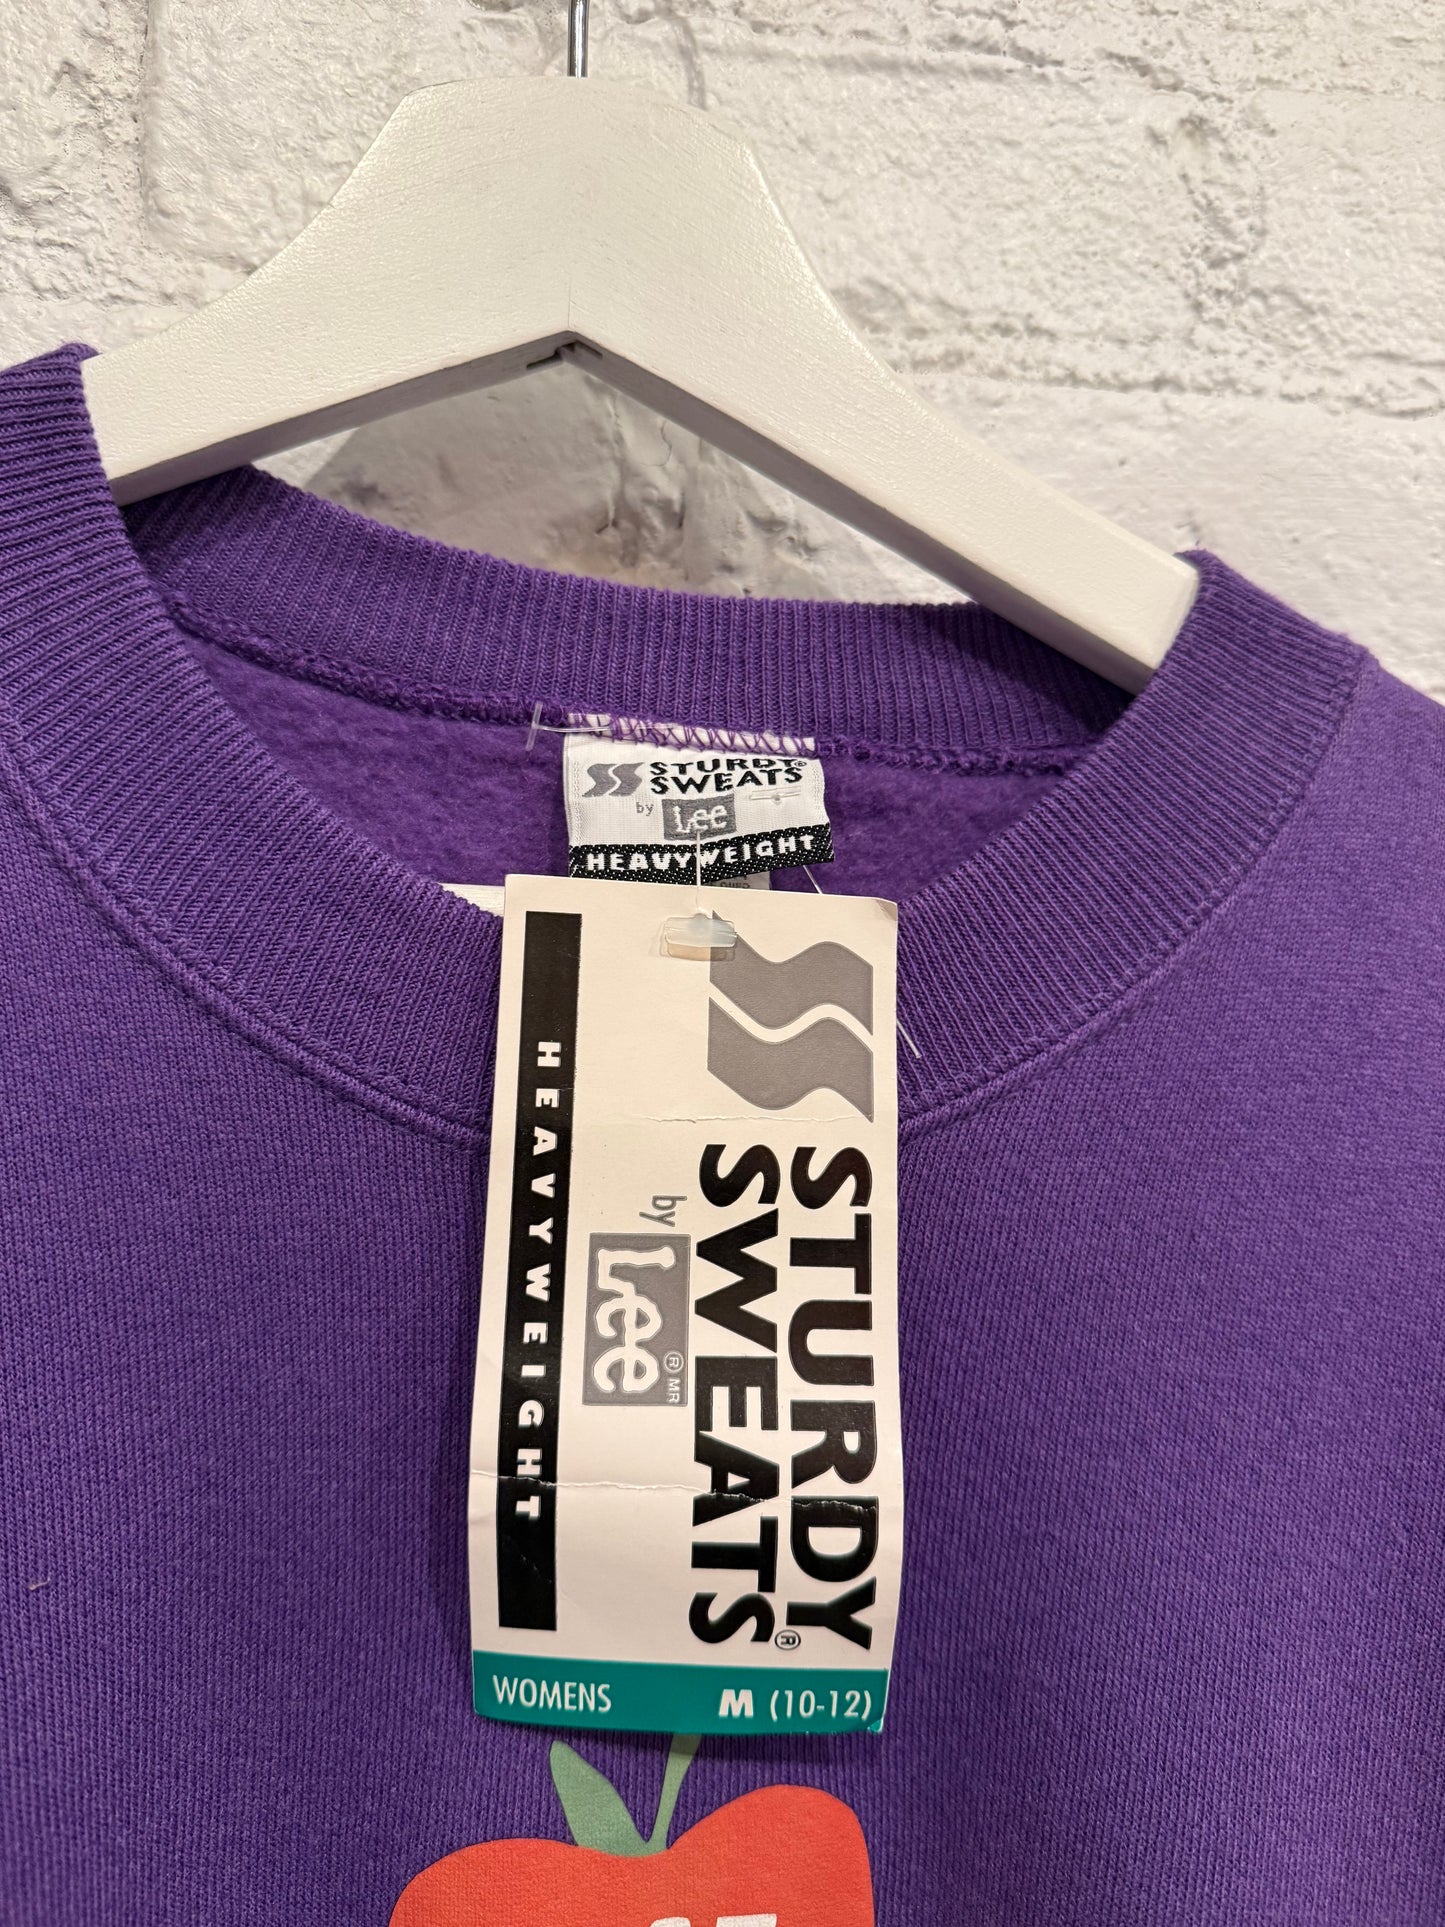 STURDY®
SWEATS
by Lee
HEAVYWEIGHT
STURDY
SWEATS®
by Lee ® MR
HEAVYWEIGHT
WOMENS M (10-12)